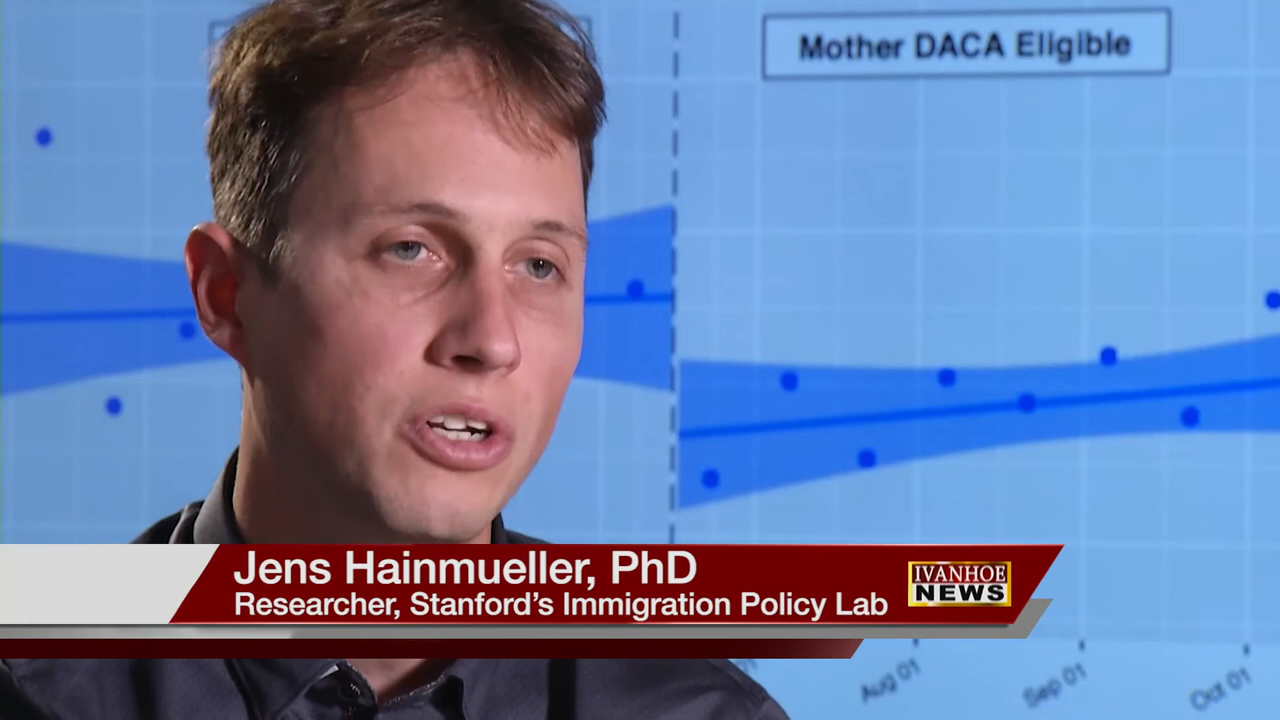 Mother DACA Eligible
Jens Hainmueller, PhD
Researcher, Stanford's Immigration Policy Lab
IVANHOE
NEWS
Aug 01
Sep 01
Oct 01